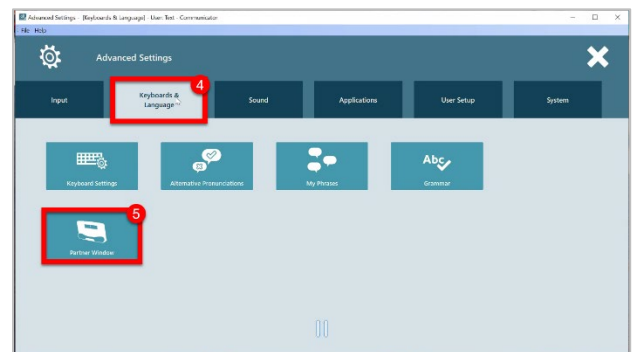 Advanced Settings - [Keyboards & Language] - User: Test - Communicator
File Help
Advanced Settings
4
Input
Keyboards &
Language
Sound
Applications
User Setup
System
Keyboard Settings
Alternative Pronunciations
My Phrases
Abc
Grammar
5
Partner Window